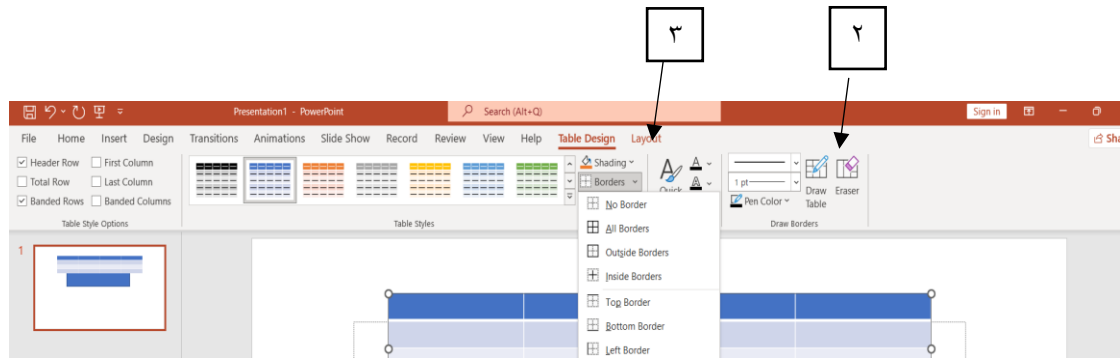 ٣
٢
Presentation1 - PowerPoint
Search (Alt+Q)
Sign in
File Home Insert Design Transitions Animations Slide Show Record Review View Help Table Design Layout
Header Row First Column Shading
Total Row Last Column Borders
Banded Rows Banded Columns
1 pt
Pen Color
Draw Table
Eraser
Table Style Options Table Styles Draw Borders
1
No Border
All Borders
Outside Borders
Inside Borders
Top Border
Bottom Border
Left Border